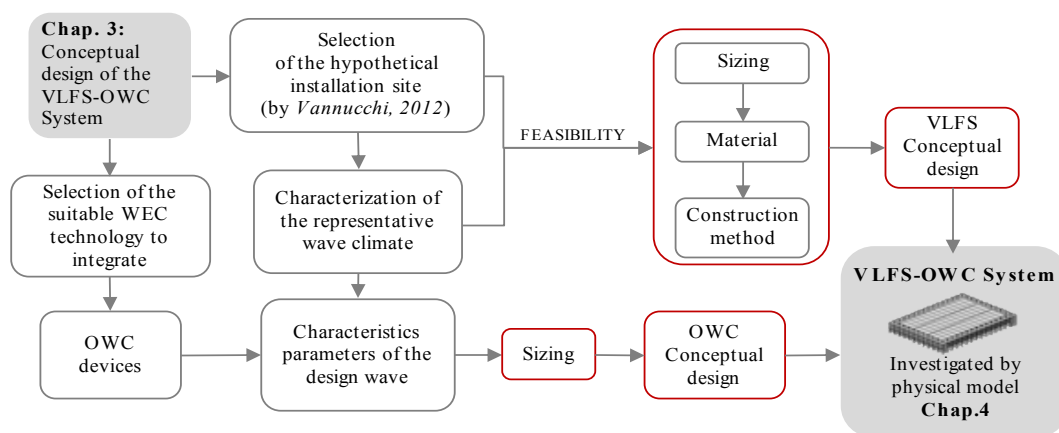 Chap. 3:
Conceptual
design of the
VLFS-OWC
System
Selection
of the hypothetical
installation site
(by Vannucchi, 2012)
FEASIBILITY
Sizing
Material
Construction
method
VLFS
Conceptual
design
Selection of the
suitable WEC
technology to
integrate
Characterization of
the representative
wave climate
OWC
devices
Characteristics
parameters of the
design wave
Sizing
OWC
Conceptual
design
VLFS-OWC System
Investigated by
physical model
Chap.4